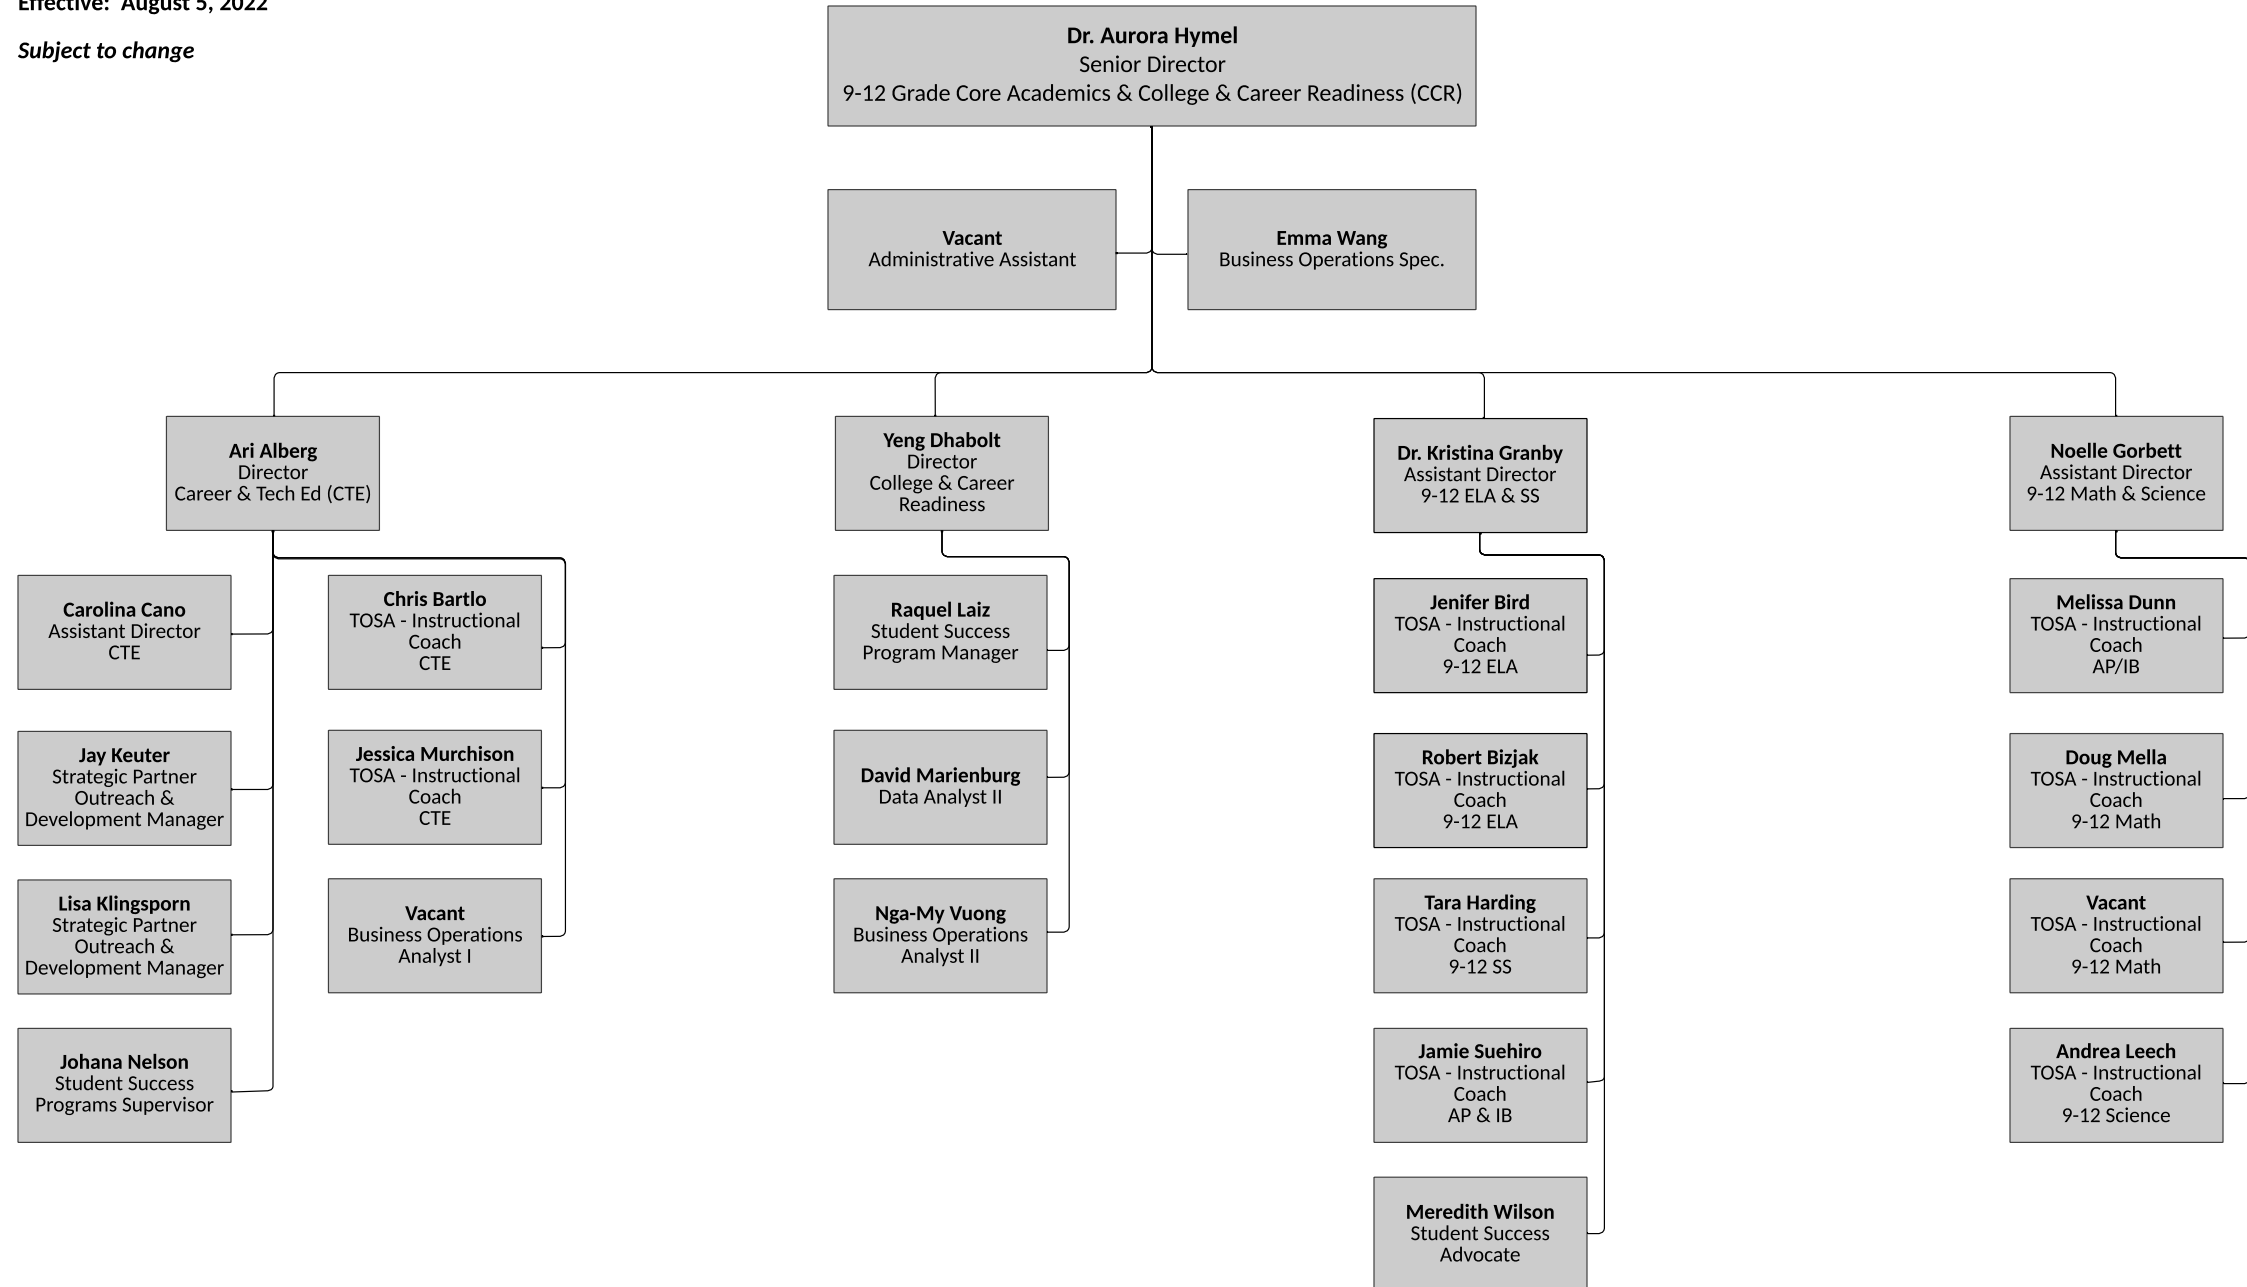 Effective:  August 5, 2022
Subject to change
Dr. Aurora Hymel
Senior Director
9-12 Grade Core Academics & College & Career Readiness (CCR)
Vacant
Administrative Assistant
Emma Wang
Business Operations Spec.
Ari Alberg
Director
Career & Tech Ed (CTE)
Yeng Dhabolt
Director
College & Career
Readiness
Dr. Kristina Granby
Assistant Director
9-12 ELA & SS
Noelle Gorbett
Assistant Director
9-12 Math & Science
Carolina Cano
Assistant Director
CTE
Chris Bartlo
TOSA - Instructional
Coach
CTE
Raquel Laiz
Student Success
Program Manager
Jenifer Bird
TOSA - Instructional
Coach
9-12 ELA
Melissa Dunn
TOSA - Instructional
Coach
AP/IB
Jay Keuter
Strategic Partner
Outreach &
Development Manager
Jessica Murchison
TOSA - Instructional
Coach
CTE
David Marienburg
Data Analyst II
Robert Bizjak
TOSA - Instructional
Coach
9-12 ELA
Doug Mella
TOSA - Instructional
Coach
9-12 Math
Lisa Klingsporn
Strategic Partner
Outreach &
Development Manager
Vacant
Business Operations
Analyst I
Nga-My Vuong
Business Operations
Analyst II
Tara Harding
TOSA - Instructional
Coach
9-12 SS
Vacant
TOSA - Instructional
Coach
9-12 Math
Johana Nelson
Student Success
Programs Supervisor
Jamie Suehiro
TOSA - Instructional
Coach
AP & IB
Andrea Leech
TOSA - Instructional
Coach
9-12 Science
Meredith Wilson
Student Success
Advocate